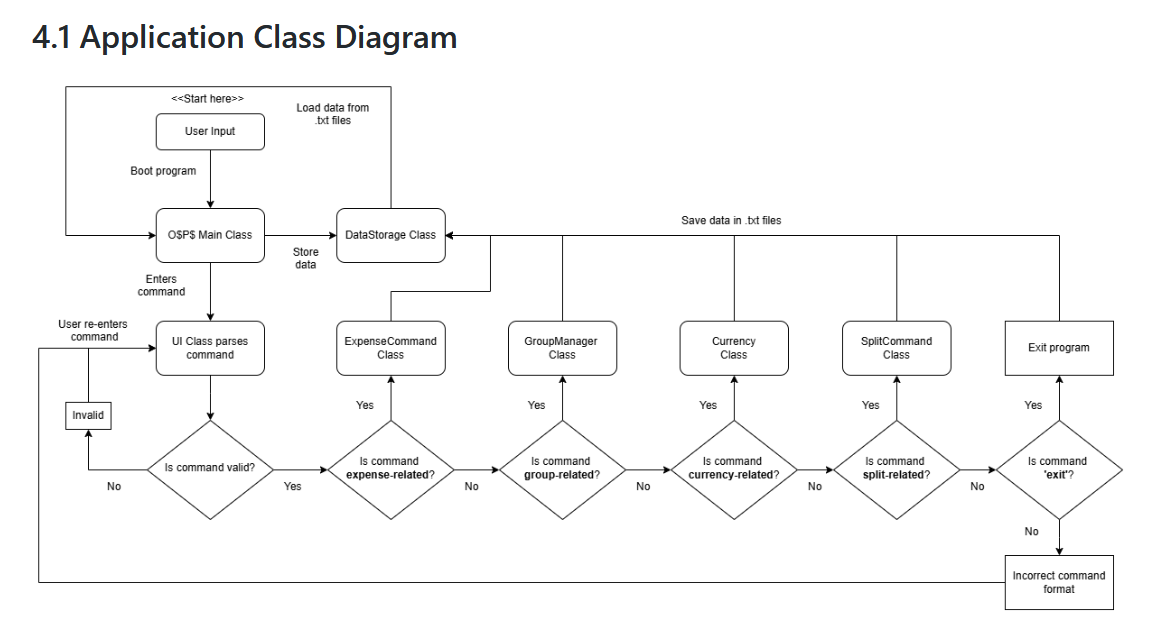 4.1 Application Class Diagram
<<Start here>>
Load data from
.txt files
User Input
Boot program
Save data in .txt files
O$P$ Main Class
DataStorage Class
Store
data
Enters
command
User re-enters
command
UI Class parses
command
ExpenseCommand
Class
GroupManager
Class
Currency
Class
SplitCommand
Class
Exit program
Invalid
Yes
Yes
Yes
Yes
Yes
Is command valid?
Is command
expense-related?
Is command
group-related?
Is command
currency-related?
Is command
split-related?
Is command
'exit'?
No
Yes
No
No
No
No
No
Incorrect command
format